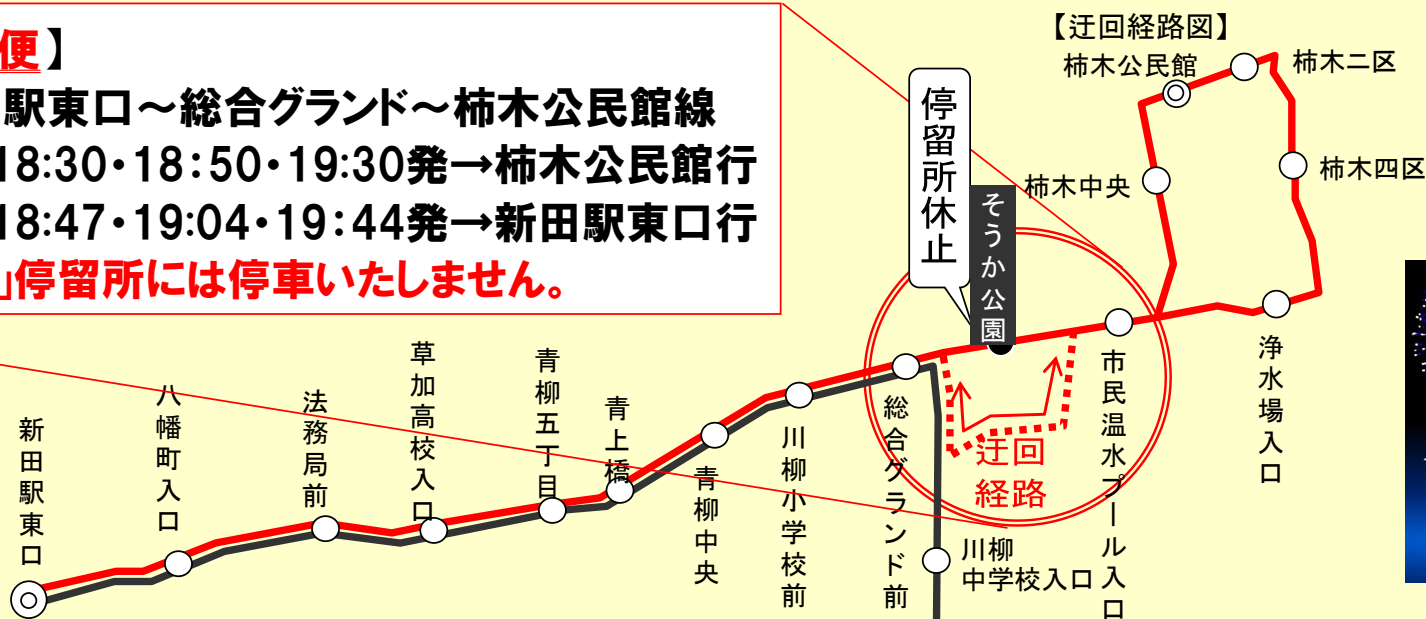 便】
駅東口～総合グランド～柿木公民館線
18:30・18:50・19:30発→柿木公民館行
18:47・19:04・19:44発→新田駅東口行
」停留所には停車いたしません。
【迂回経路図】
柿木公民館
柿木二区
柿木四区
柿木中央
停留所休止
そうか公園
浄水場入口
市民温水プール入口
迂回
経路
総合グランド前
川柳
中学校入口
川柳小学校前
青柳中央
青上橋
青柳五丁目
草加高校入口
法務局前
八幡町入口
新田駅東口